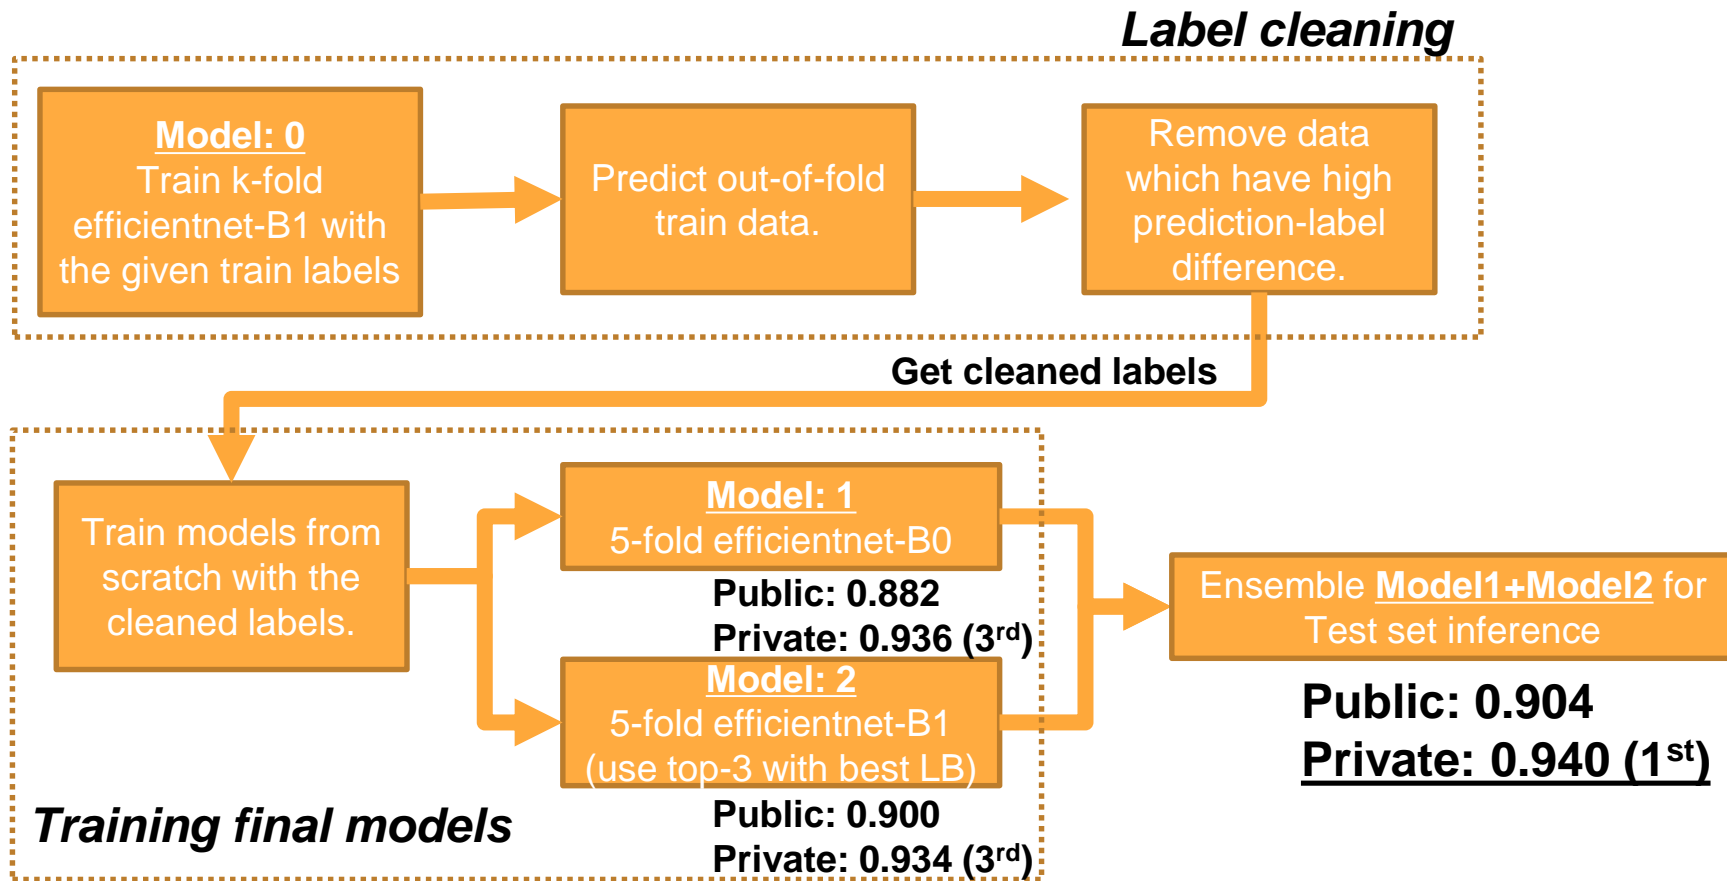 Label cleaning
Model: 0
Train k-fold
efficientnet-B1 with
the given train labels
Predict out-of-fold
train data.
Remove data
which have high
prediction-label
difference.
Get cleaned labels
Train models from
scratch with the
cleaned labels.
Model: 1
5-fold efficientnet-B0
Public: 0.882
Private: 0.936 (3rd)
Model: 2
5-fold efficientnet-B1
(use top-3 with best LB)
Public: 0.900
Private: 0.934 (3rd)
Training final models
Ensemble Model1+Model2 for
Test set inference
Public: 0.904
Private: 0.940 (1st)